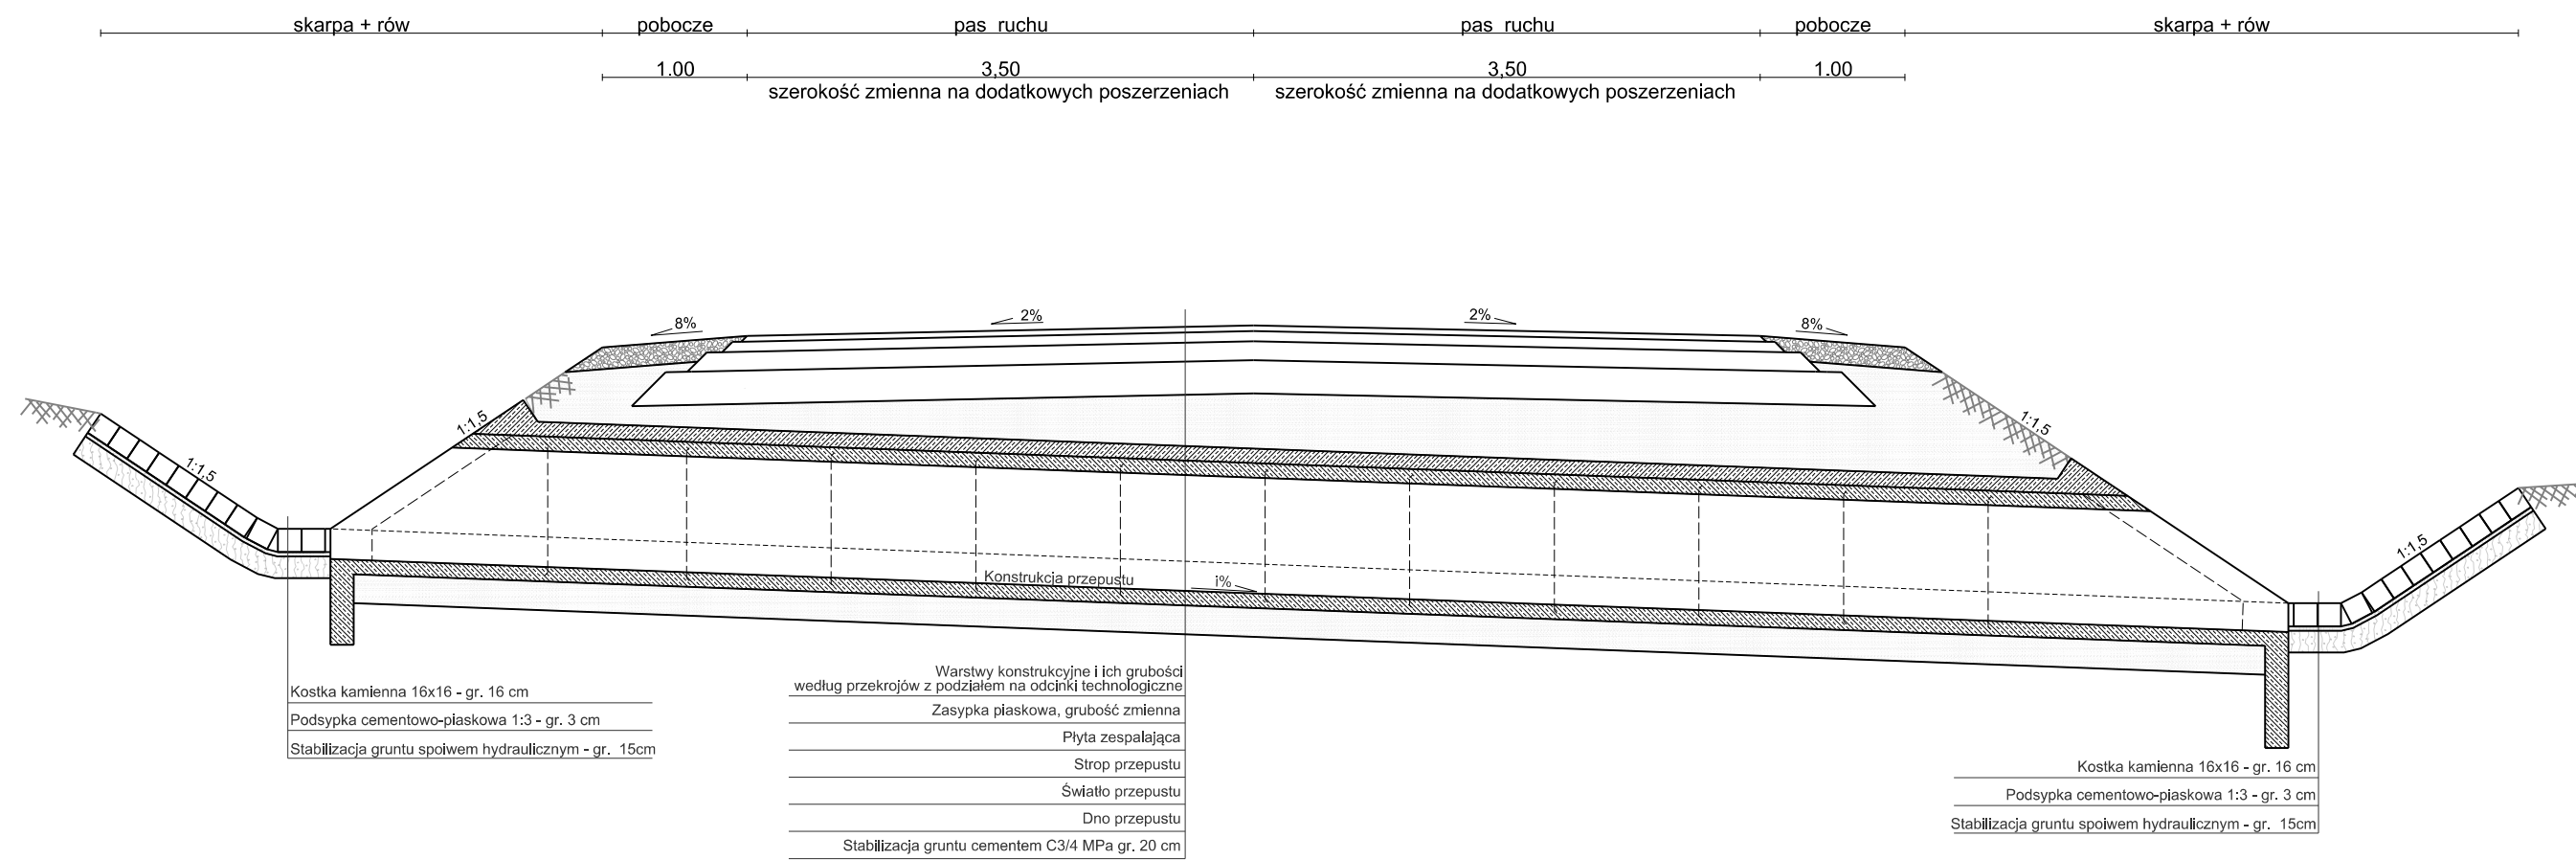 skarpa + rów pobocze pas ruchu pas ruchu pobocze skarpa + rów
1.00 3,50 3,50 1.00
szerokość zmienna na dodatkowych poszerzeniach szerokość zmienna na dodatkowych poszerzeniach
8% 2% 2% 8%
1:1,5 1:1,5
1:1,5 1:1,5
Konstrukcja przepustu i%
Kostka kamienna 16x16 - gr. 16 cm
Podsypka cementowo-piaskowa 1:3 - gr. 3 cm
Stabilizacja gruntu spoiwem hydraulicznym - gr. 15cm
Warstwy konstrukcyjne i ich grubości
według przekrojów z podziałem na odcinki technologiczne
Zasypka piaskowa, grubość zmienna
Płyta zespalająca
Strop przepustu
Światło przepustu
Dno przepustu
Stabilizacja gruntu cementem C3/4 MPa gr. 20 cm
Kostka kamienna 16x16 - gr. 16 cm
Podsypka cementowo-piaskowa 1:3 - gr. 3 cm
Stabilizacja gruntu spoiwem hydraulicznym - gr. 15cm